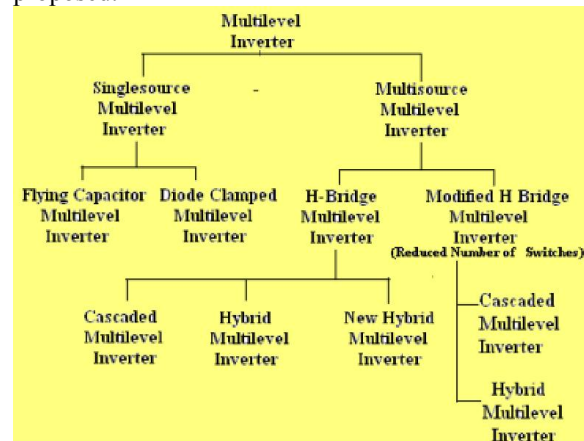 proposed.
Multilevel
Inverter
Singlesource
Multilevel
Inverter
-
Multisource
Multilevel
Inverter
Flying Capacitor
Multilevel
Inverter
Diode Clamped
Multilevel
Inverter
H-Bridge
Multilevel
Inverter
Modified H Bridge
Multilevel
Inverter
(Reduced Number of Switches)
Cascaded
Multilevel
Inverter
Hybrid
Multilevel
Inverter
New Hybrid
Multilevel
Inverter
Cascaded
Multilevel
Inverter
Hybrid
Multilevel
Inverter